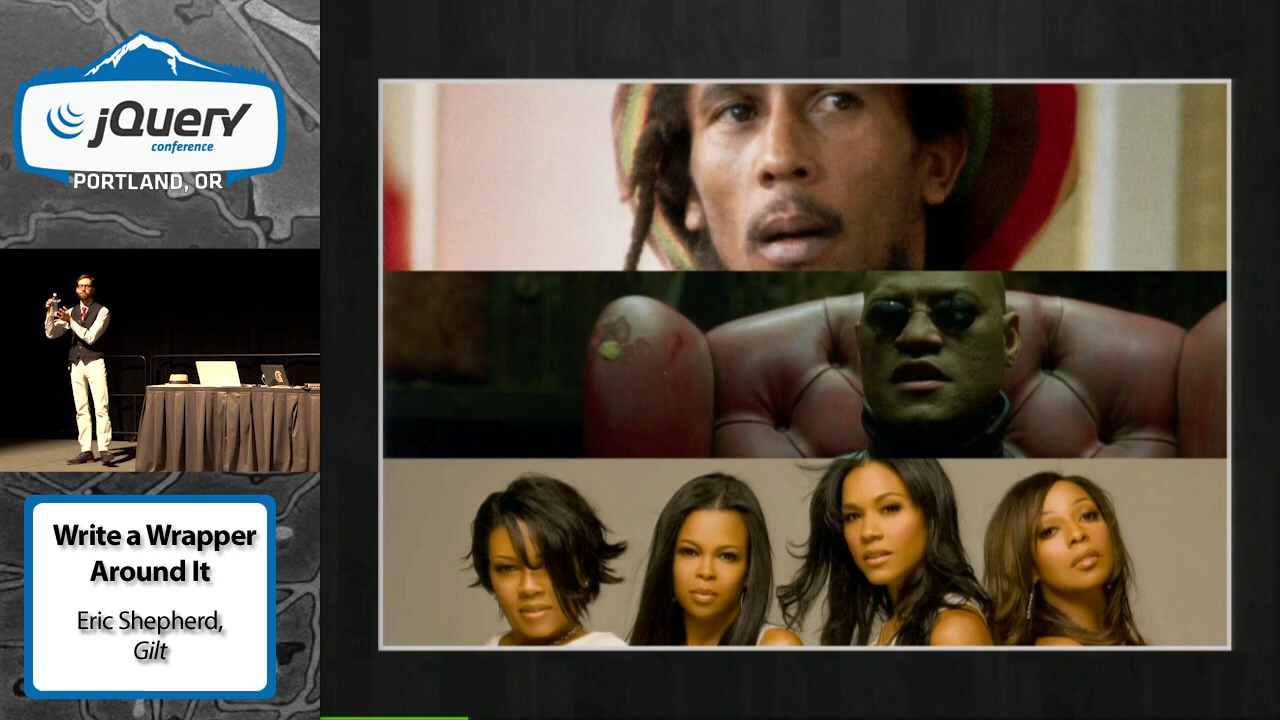 jQuery
conference
PORTLAND, OR
Write a Wrapper
Around It
Eric Shepherd,
Gilt